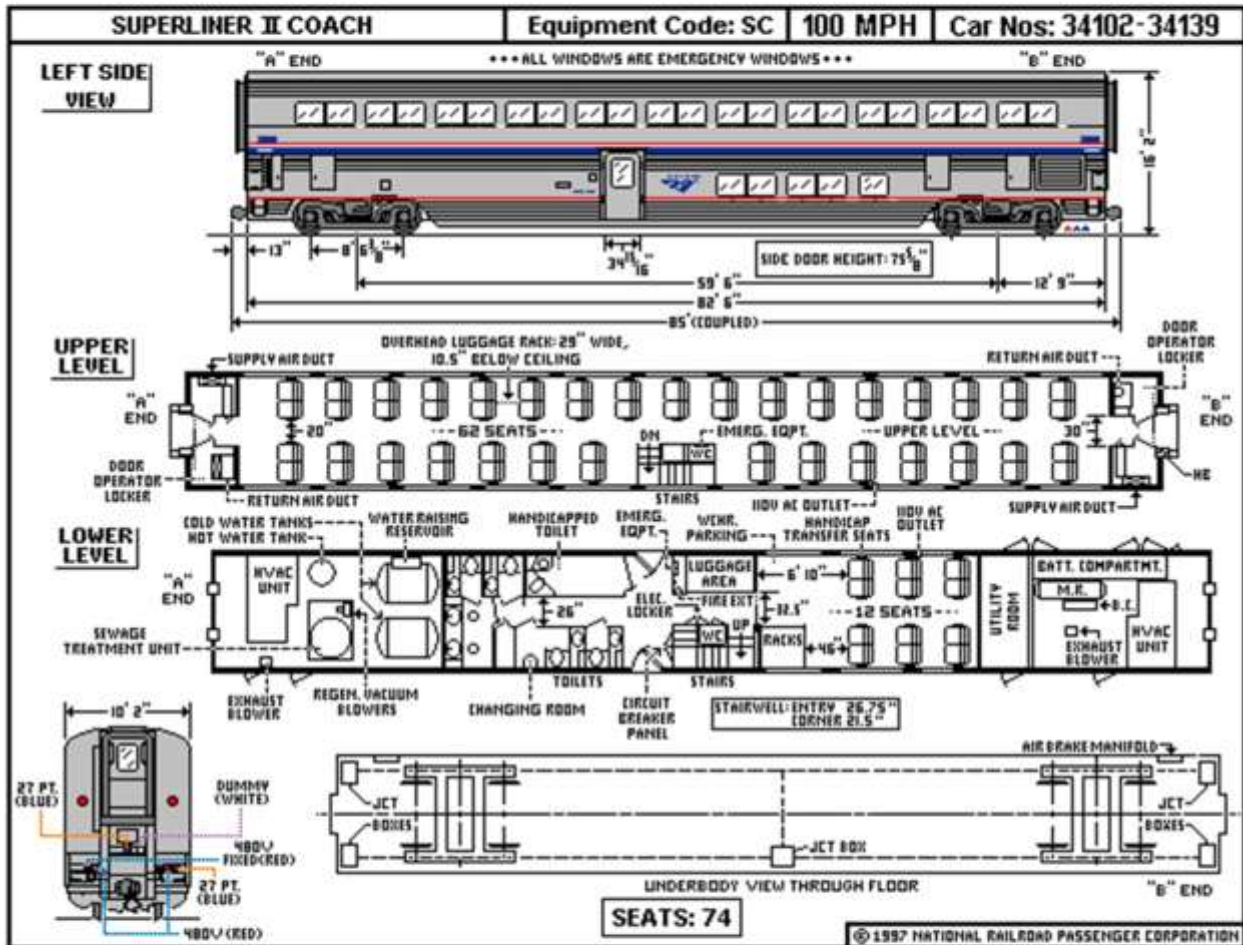 SUPERLINER II COACH
Equipment Code: SC
100 MPH
Car Nos: 34102-34139
LEFT SIDE
VIEW
"A" END
•••ALL WINDOWS ARE EMERGENCY WINDOWS•••
"B" END
16' 2"
13"
8' 6 3/8"
34 15/16"
SIDE DOOR HEIGHT: 75 5/8"
59' 6"
12' 9"
82' 6"
85' (COUPLED)
UPPER
LEVEL
SUPPLY AIR DUCT
OVERHEAD LUGGAGE RACK: 29" WIDE,
10.5" BELOW CEILING
RETURN AIR DUCT
DOOR
OPERATOR
LOCKER
"A"
END
"B"
END
20"
62 SEATS
DN
WC
EMERG. EQPT.
UPPER LEVEL
30"
DOOR
OPERATOR
LOCKER
RETURN AIR DUCT
STAIRS
110V AC OUTLET
SUPPLY AIR DUCT
HE
LOWER
LEVEL
COLD WATER TANKS
HOT WATER TANK
WATER RAISING
RESERVOIR
HANDICAPPED
TOILET
EMERG.
EQPT.
WCHR.
PARKING
HANDICAP
TRANSFER SEATS
110V AC
OUTLET
"A"
END
HVAC
UNIT
LUGGAGE
AREA
6' 10"
BATT. COMPARTMT.
M.R.
B.C.
26"
ELEC.
LOCKER
FIRE EXT
32.5"
12 SEATS
UTILITY
ROOM
SEWAGE
TREATMENT UNIT
WC
UP
RACKS
46"
EXHAUST
BLOWER
HVAC
UNIT
EXHAUST
BLOWER
REGEN. VACUUM
BLOWERS
CHANGING ROOM
TOILETS
CIRCUIT
BREAKER
PANEL
STAIRS
STAIRWELL: ENTRY 26.75"
CORNER 21.5"
10' 2"
27 PT.
(BLUE)
DUMMY
(WHITE)
480V
FIXED (RED)
27 PT.
(BLUE)
480V (RED)
AIR BRAKE MANIFOLD
JCT
BOXES
JCT
BOXES
JCT BOX
UNDERBODY VIEW THROUGH FLOOR
"B" END
SEATS: 74
© 1997 NATIONAL RAILROAD PASSENGER CORPORATION